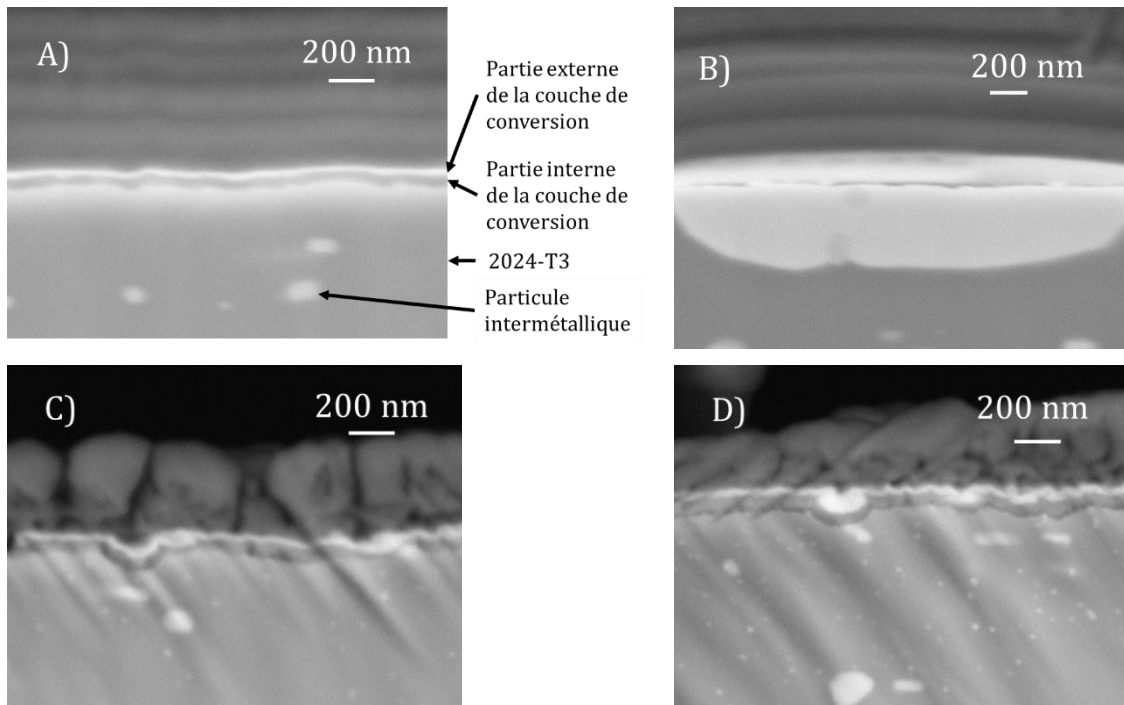 A)
200 nm
Partie externe
de la couche de
conversion
Partie interne
de la couche de
conversion
2024-T3
Particule
intermétallique
B)
200 nm
C)
200 nm
D)
200 nm